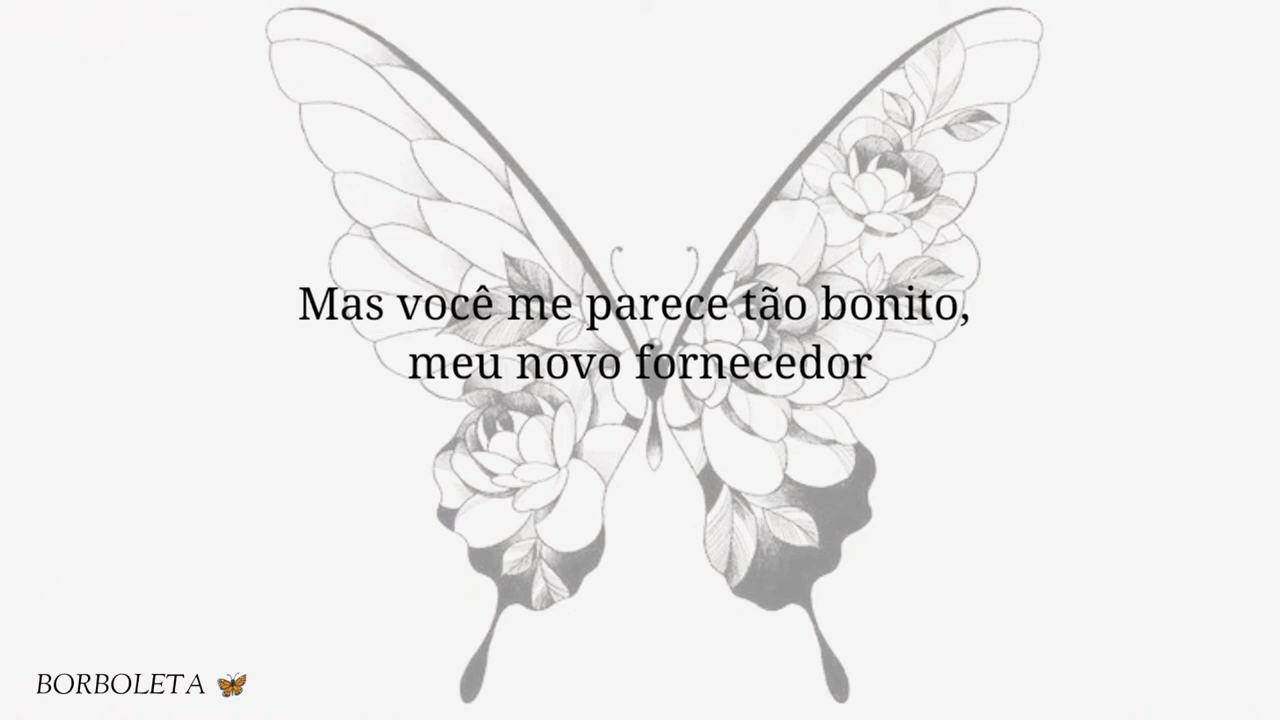 Mas você me parece tão bonito,
meu novo fornecedor
BORBOLETA 🦋